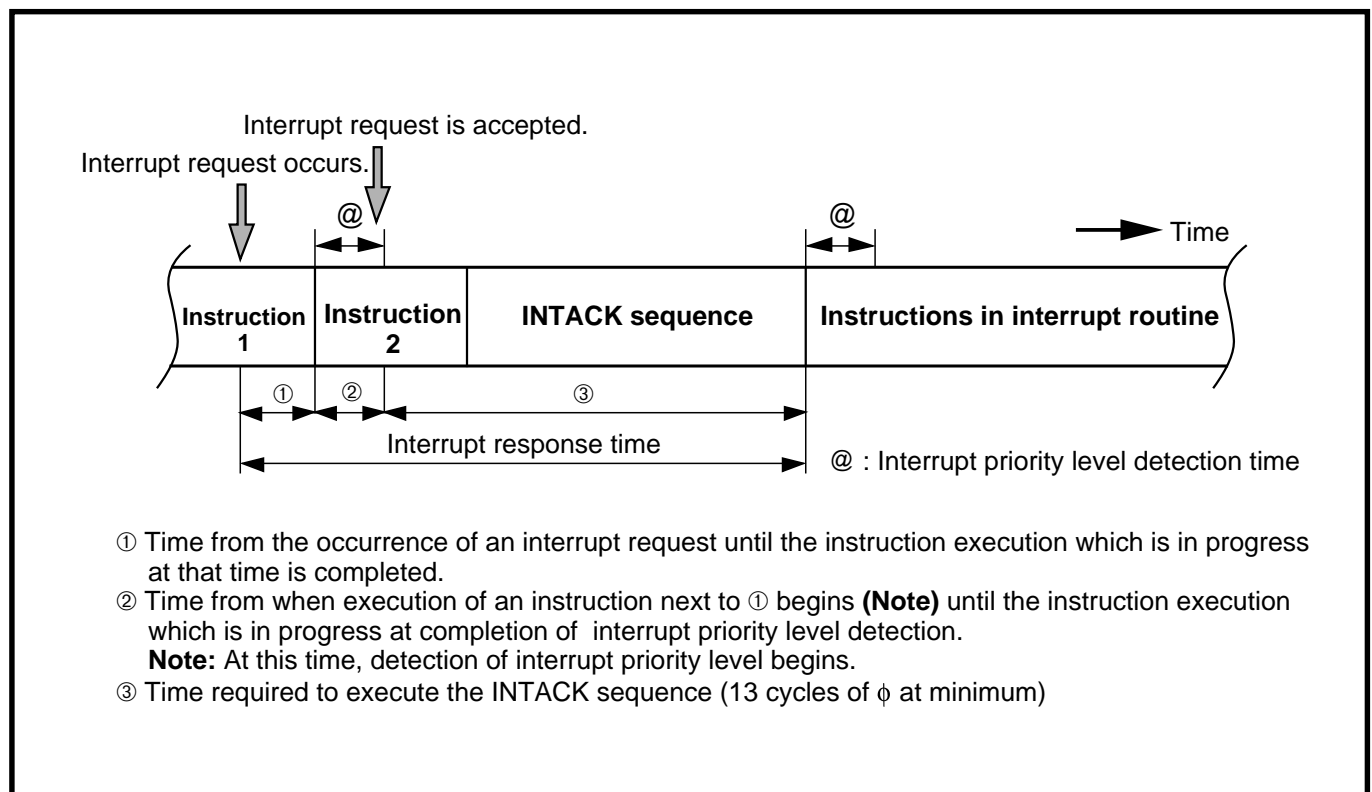 Interrupt request is accepted.
Interrupt request occurs.
@
@
Time
Instruction
1
Instruction
2
INTACK sequence
Instructions in interrupt routine
①
②
③
Interrupt response time
@ : Interrupt priority level detection time
① Time from the occurrence of an interrupt request until the instruction execution which is in progress
at that time is completed.
② Time from when execution of an instruction next to ① begins (Note) until the instruction execution
which is in progress at completion of interrupt priority level detection.
Note: At this time, detection of interrupt priority level begins.
③ Time required to execute the INTACK sequence (13 cycles of ϕ at minimum)